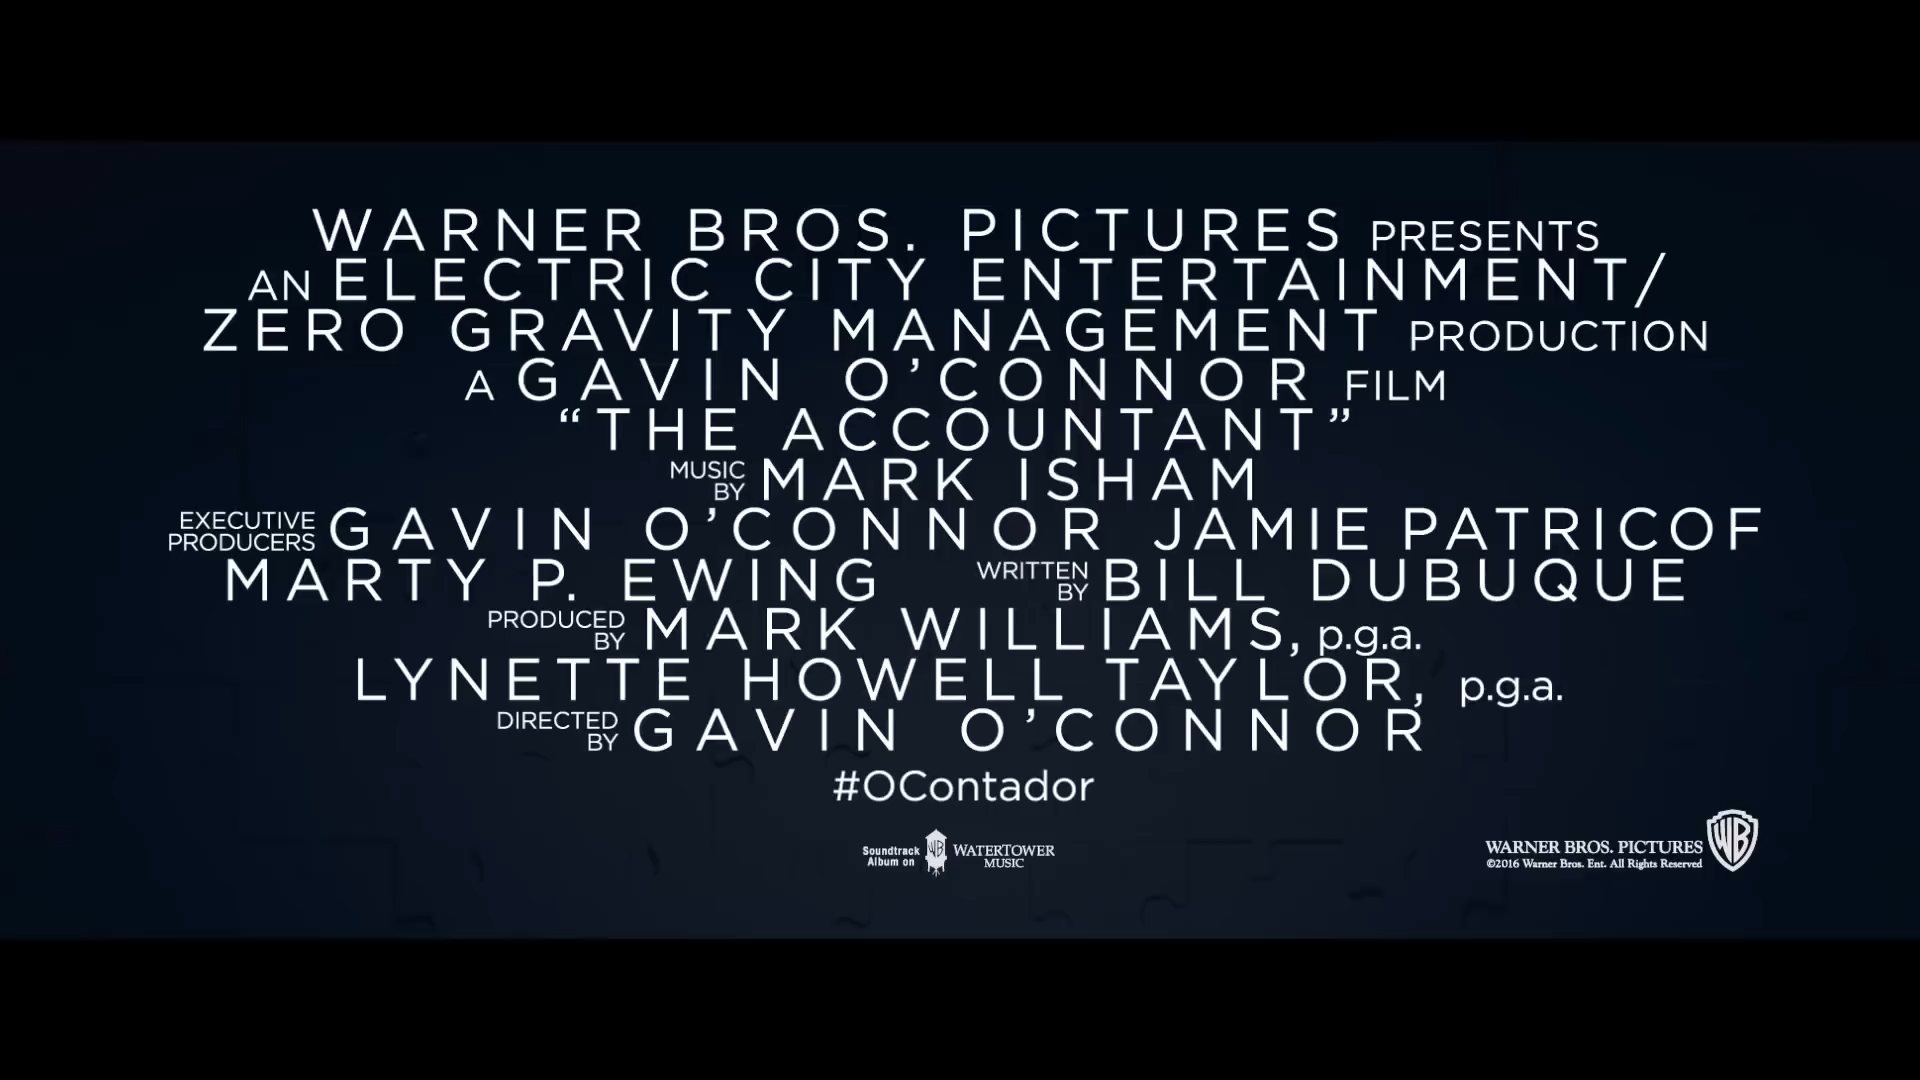 WARNER BROS. PICTURES PRESENTS
AN ELECTRIC CITY ENTERTAINMENT/
ZERO GRAVITY MANAGEMENT PRODUCTION
A GAVIN O’CONNOR FILM
“THE ACCOUNTANT”
MUSIC BY MARK ISHAM
EXECUTIVE PRODUCERS GAVIN O’CONNOR JAMIE PATRICOF
MARTY P. EWING WRITTEN BY BILL DUBUQUE
PRODUCED BY MARK WILLIAMS, p.g.a.
LYNETTE HOWELL TAYLOR, p.g.a.
DIRECTED BY GAVIN O’CONNOR
#OContador
Soundtrack Album on WB WATERTOWER MUSIC
WARNER BROS. PICTURES WB
©2016 Warner Bros. Ent. All Rights Reserved